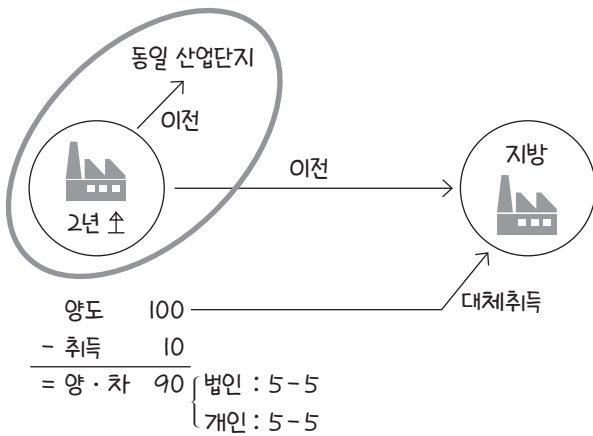 동일 산업단지
이전
2년 ↑
이전
지방
대체취득
양도 100
- 취득 10
= 양·차 90
법인 : 5-5
개인 : 5-5